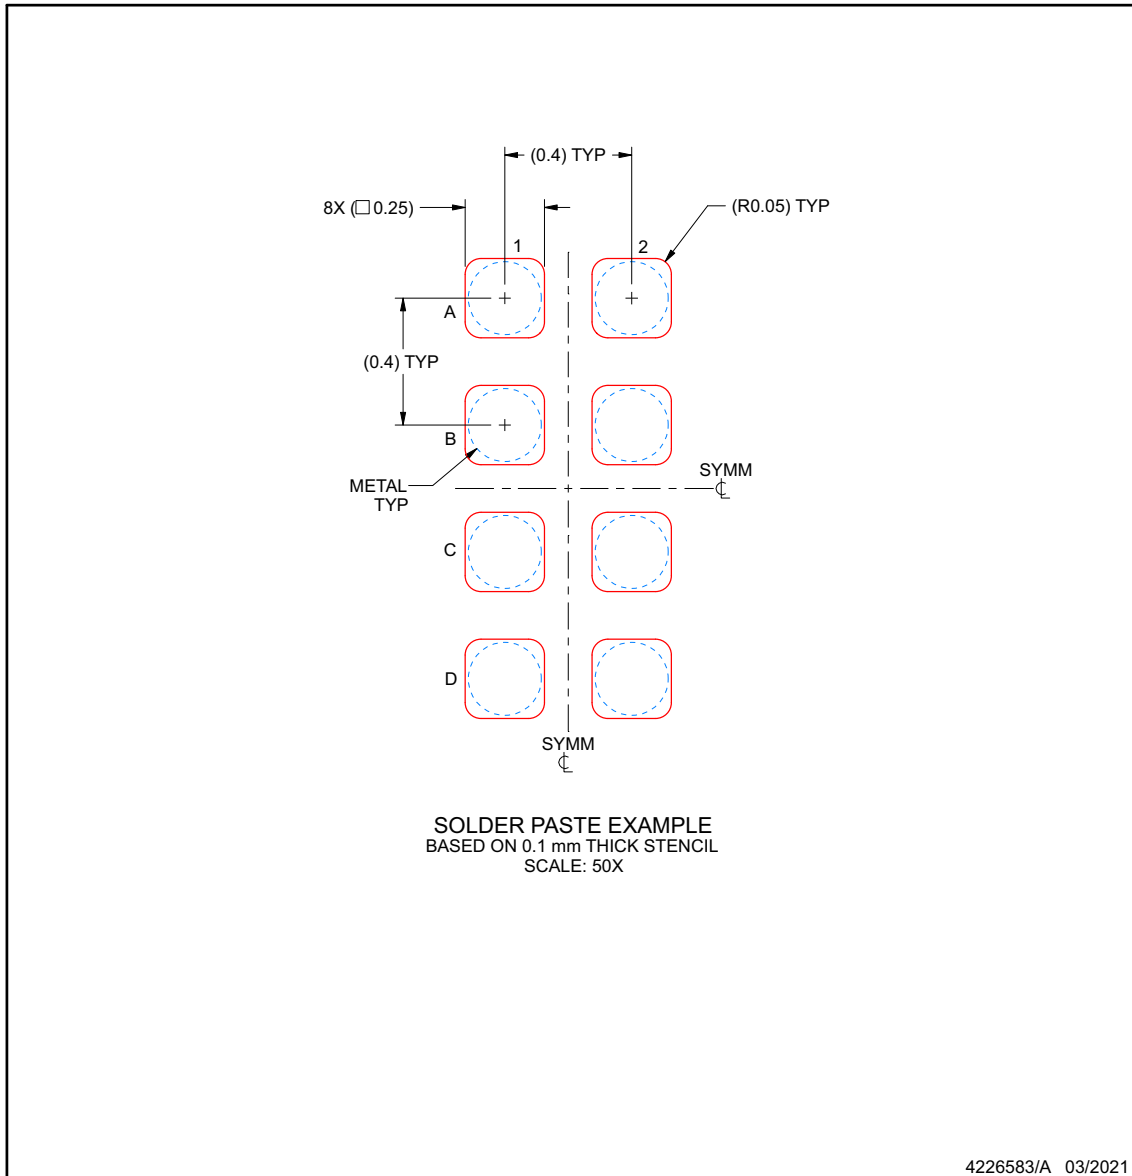 (0.4) TYP
8X (□ 0.25)
(R0.05) TYP
1
2
A
(0.4) TYP
B
METAL
TYP
SYMM
℄
C
D
SYMM
℄
SOLDER PASTE EXAMPLE
BASED ON 0.1 mm THICK STENCIL
SCALE: 50X
4226583/A 03/2021